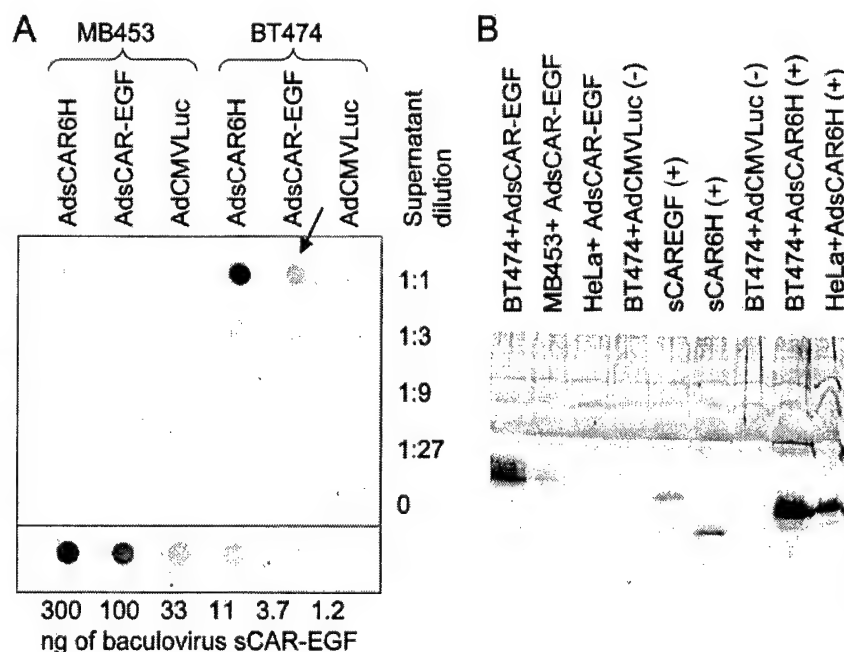 A
MB453
BT474
AdsCAR6H
AdsCAR-EGF
AdCMVLuc
AdsCAR6H
AdsCAR-EGF
AdCMVLuc
Supernatant
dilution
1:1
1:3
1:9
1:27
0
300 100 33 11 3.7 1.2
ng of baculovirus sCAR-EGF
B
BT474+AdsCAR-EGF
MB453+ AdsCAR-EGF
HeLa+ AdsCAR-EGF
BT474+AdCMVLuc (-)
sCAREGF (+)
sCAR6H (+)
BT474+AdCMVLuc (-)
BT474+AdsCAR6H (+)
HeLa+AdsCAR6H (+)